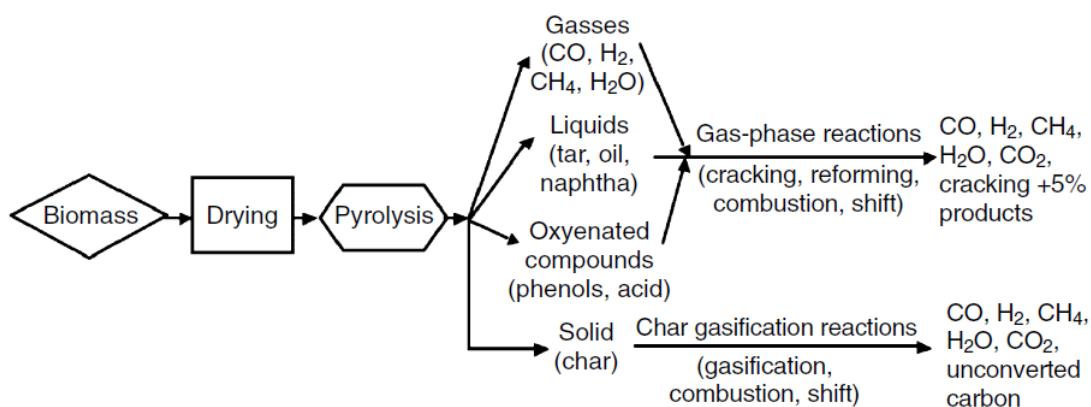 Biomass
Drying
Pyrolysis
Gasses
(CO, H₂,
CH₄, H₂O)
Liquids
(tar, oil,
naphtha)
Oxyenated
compounds
(phenols, acid)
Solid
(char)
Gas-phase reactions
(cracking, reforming,
combustion, shift)
CO, H₂, CH₄,
H₂O, CO₂,
cracking +5%
products
Char gasification reactions
(gasification,
combustion, shift)
CO, H₂, CH₄,
H₂O, CO₂,
unconverted
carbon